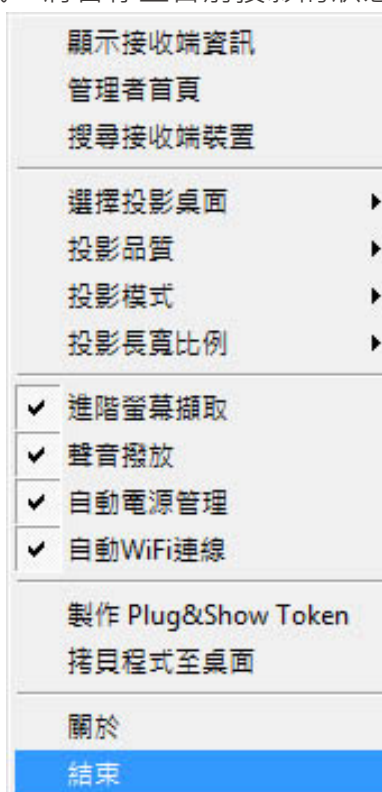 顯示接收端資訊
管理者首頁
搜尋接收端裝置
選擇投影桌面
投影品質
投影模式
投影長寬比例
進階螢幕擷取
聲音撥放
自動電源管理
自動WiFi連線
製作 Plug&Show Token
拷貝程式至桌面
關於
結束